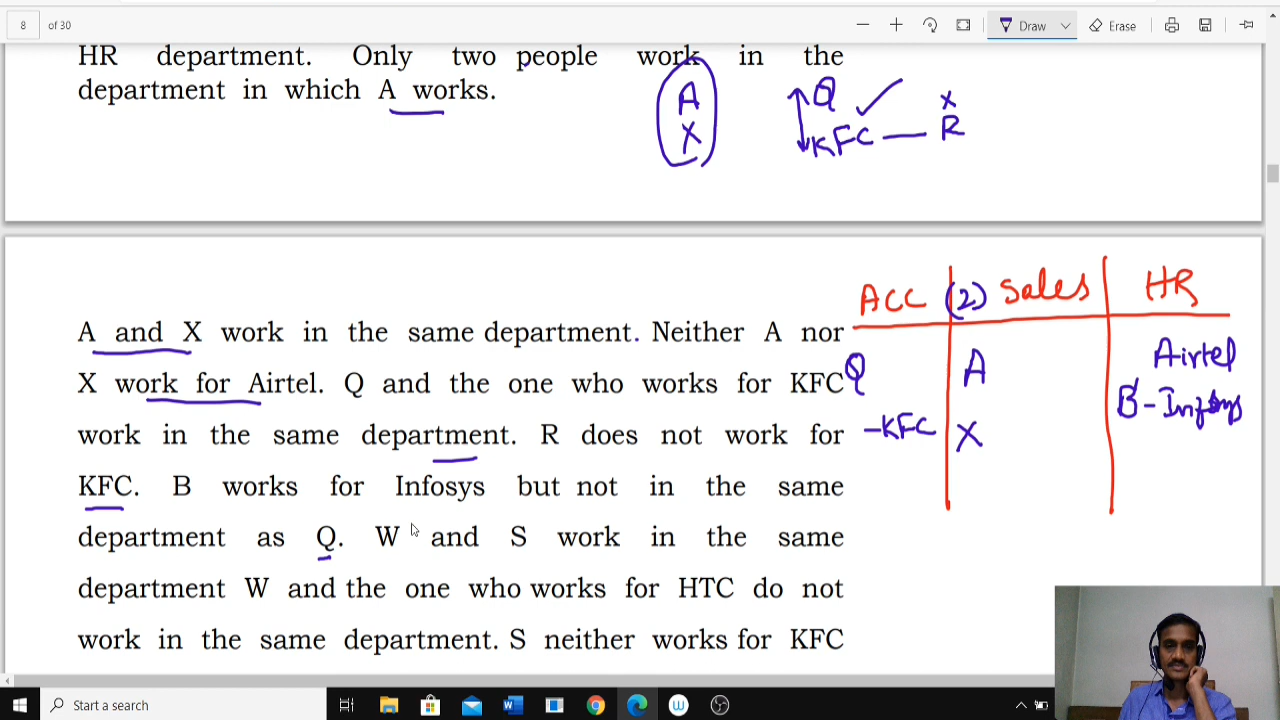 8 of 30
Draw
Erase
HR department. Only two people work in the
department in which A works.
A
X
Q
KFC — R
x
ACC (2) Sales HR
A and X work in the same department. Neither A nor
X work for Airtel. Q and the one who works for KFC
work in the same department. R does not work for
KFC. B works for Infosys but not in the same
department as Q. W and S work in the same
department W and the one who works for HTC do not
work in the same department. S neither works for KFC
Q A Airtel
B - Infosys
-KFC X
Start a search